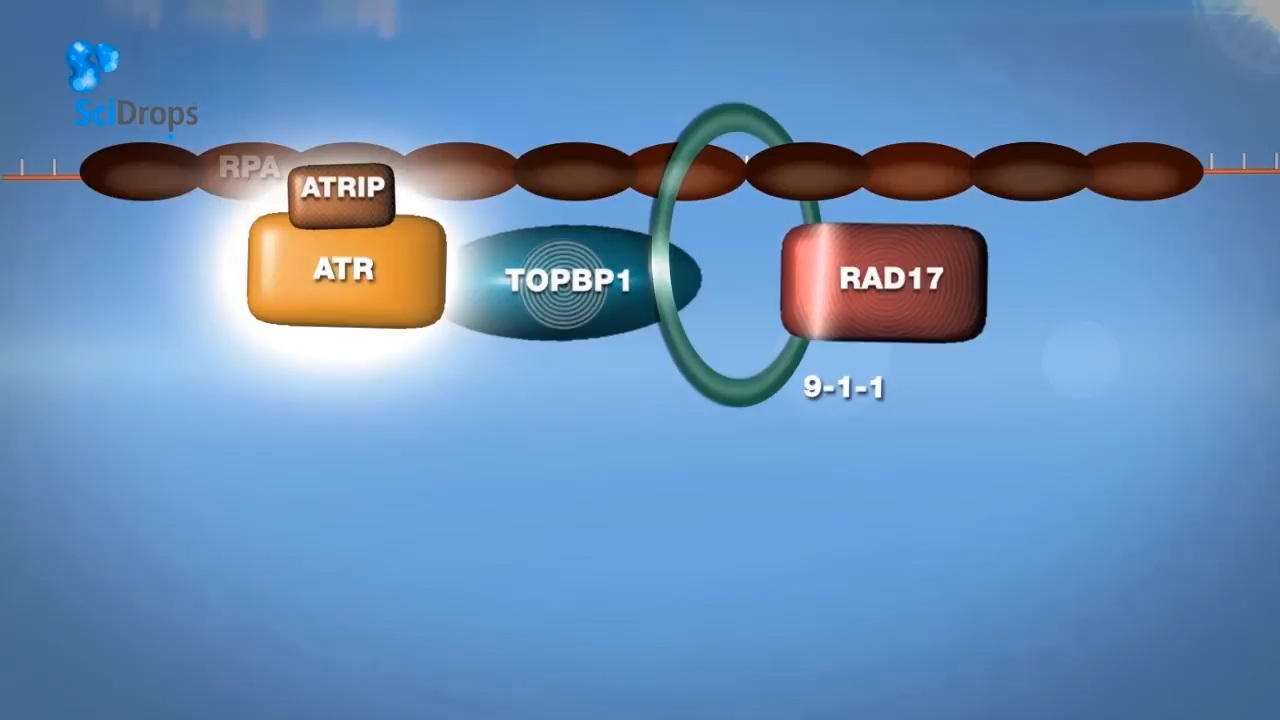 SciDrops
RPA
ATRIP
ATR
TOPBP1
RAD17
9-1-1